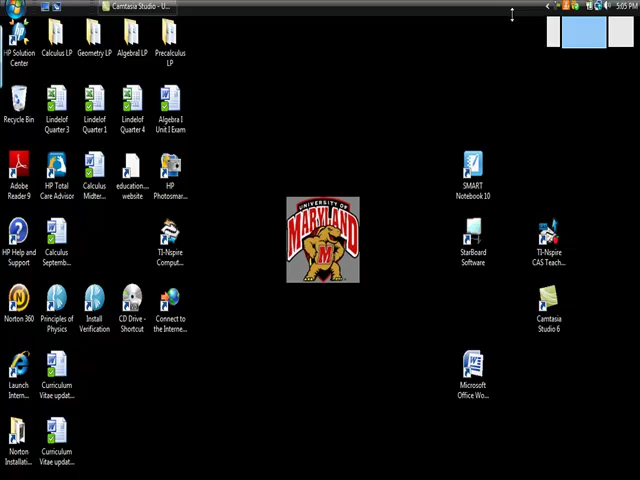 Camtasia Studio - U...
5:05 PM
HP Solution
Center
Calculus LP
Geometry LP
Algebra LP
Precalculus
LP
Recycle Bin
Lindelof
Quarter 3
Lindelof
Quarter 1
Lindelof
Quarter 4
Algebra I
Unit I Exam
Adobe
Reader 9
HP Total
Care Advisor
Calculus
Midter...
education....
website
HP
Photosmar...
SMART
Notebook 10
UNIVERSITY OF
MARYLAND
M
HP Help and
Support
Calculus
Septemb...
TI-Nspire
Comput...
StarBoard
Software
TI-Nspire
CAS Teach...
Norton 360
Principles of
Physics
Install
Verification
CD Drive -
Shortcut
Connect to
the Interne...
Camtasia
Studio 6
Launch
Intern...
Curriculum
Vitae updat...
Microsoft
Office Wo...
Norton
Installati...
Curriculum
Vitae updat...